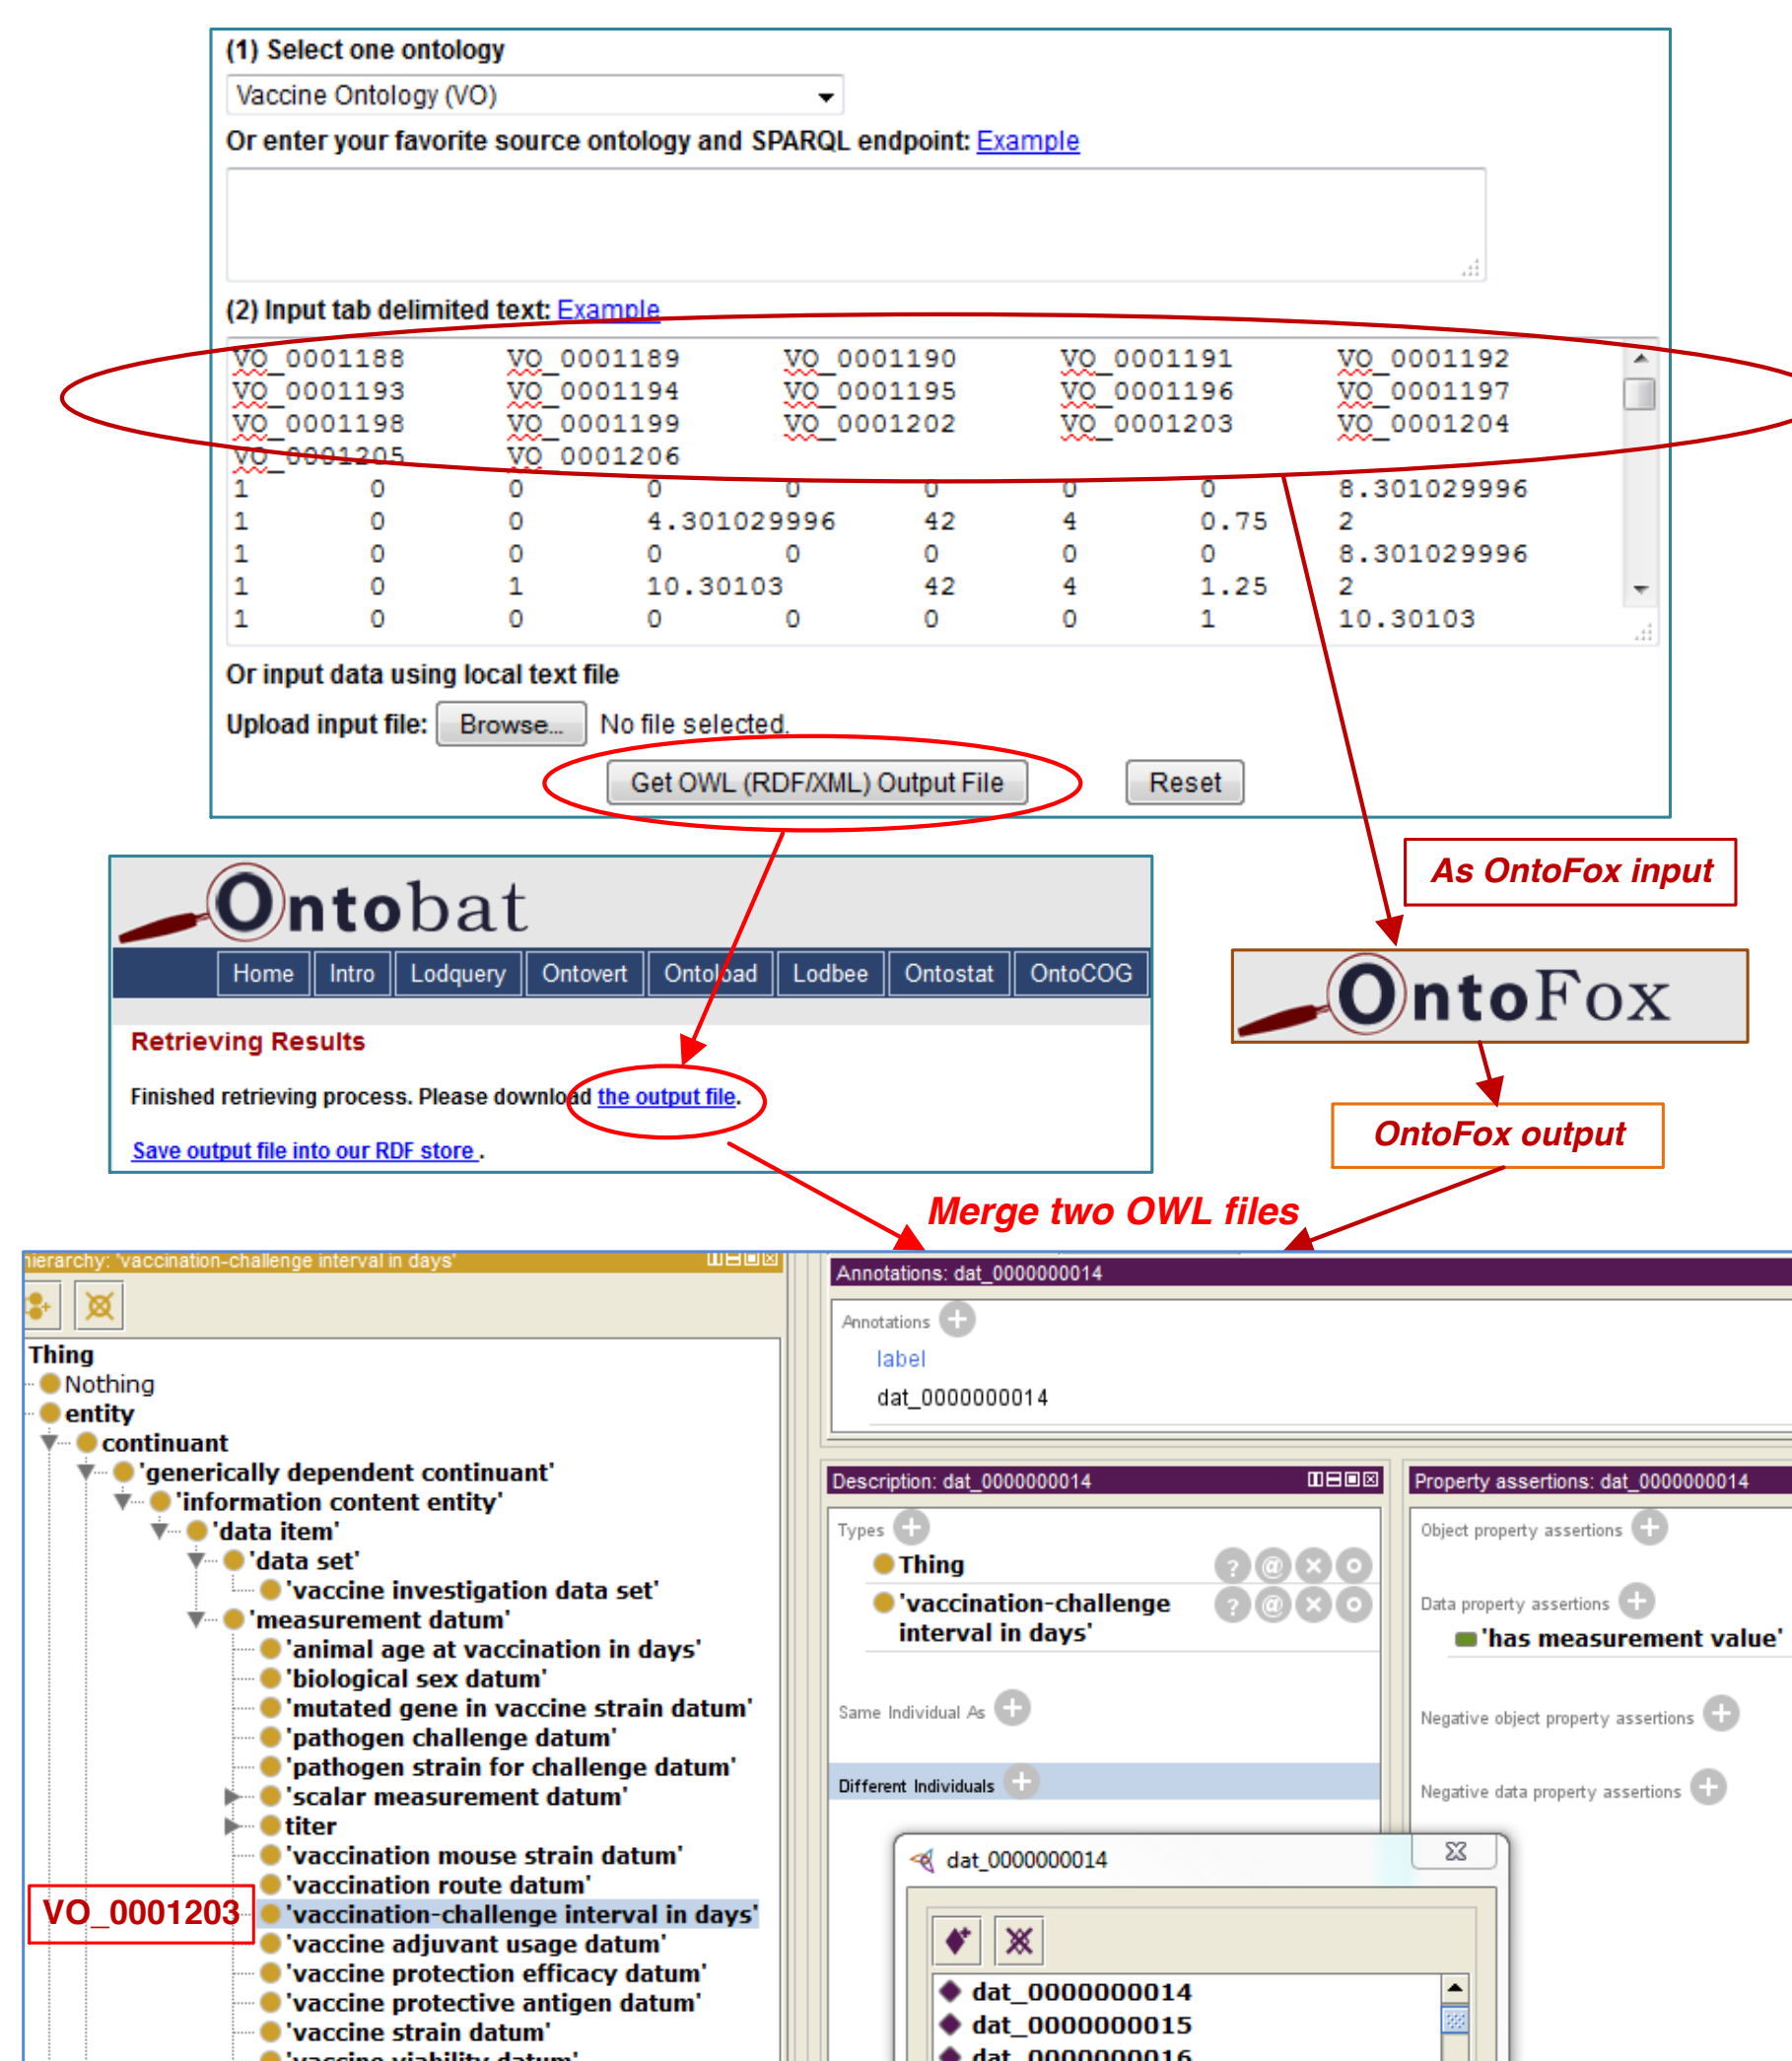 (1) Select one ontology
Vaccine Ontology (VO)
Or enter your favorite source ontology and SPARQL endpoint: Example
(2) Input tab delimited text: Example
VO_0001188 VO_0001189 VO_0001190 VO_0001191 VO_0001192
VO_0001193 VO_0001194 VO_0001195 VO_0001196 VO_0001197
VO_0001198 VO_0001199 VO_0001202 VO_0001203 VO_0001204
VO_0001205 VO_0001206
1 0 0 0 0 0 0 0 8.301029996
1 0 0 4.301029996 42 4 0.75 2
1 0 0 0 0 0 0 0 8.301029996
1 0 1 10.30103 42 4 1.25 2
1 0 0 0 0 0 0 1 10.30103
Or input data using local text file
Upload input file: Browse... No file selected.
Get OWL (RDF/XML) Output File Reset
As OntoFox input
Ontobat
Home Intro Lodquery Ontovert Ontoload Lodbee Ontostat OntoCOG
OntoFox
Retrieving Results
Finished retrieving process. Please download the output file.
Save output file into our RDF store .
OntoFox output
Merge two OWL files
hierarchy: 'vaccination-challenge interval in days'
Thing
Nothing
entity
continuant
'generically dependent continuant'
'information content entity'
'data item'
'data set'
'vaccine investigation data set'
'measurement datum'
'animal age at vaccination in days'
'biological sex datum'
'mutated gene in vaccine strain datum'
'pathogen challenge datum'
'pathogen strain for challenge datum'
'scalar measurement datum'
titer
'vaccination mouse strain datum'
'vaccination route datum'
VO_0001203 'vaccination-challenge interval in days'
'vaccine adjuvant usage datum'
'vaccine protection efficacy datum'
'vaccine protective antigen datum'
'vaccine strain datum'
'vaccine viability datum'
Annotations: dat_0000000014
Annotations
label
dat_0000000014
Description: dat_0000000014
Types
Thing
'vaccination-challenge
interval in days'
Same Individual As
Different Individuals
Property assertions: dat_0000000014
Object property assertions
Data property assertions
'has measurement value'
Negative object property assertions
Negative data property assertions
dat_0000000014
dat_0000000014
dat_0000000015
dat_0000000016